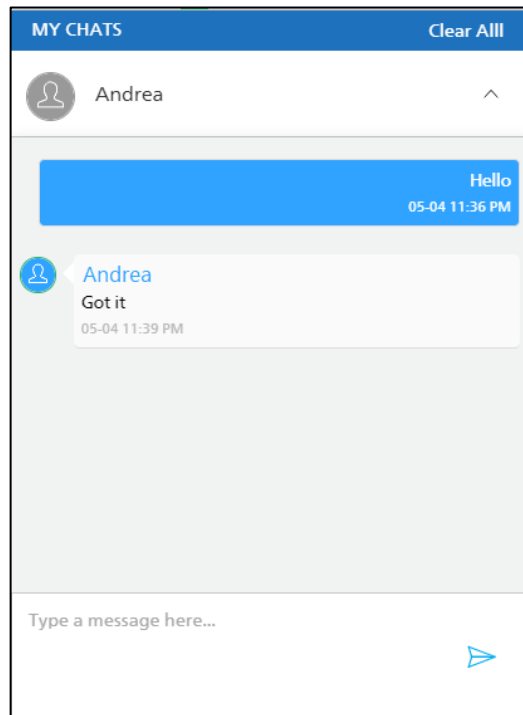 MY CHATS Clear Alll
Andrea
Hello
05-04 11:36 PM
Andrea
Got it
05-04 11:39 PM
Type a message here...